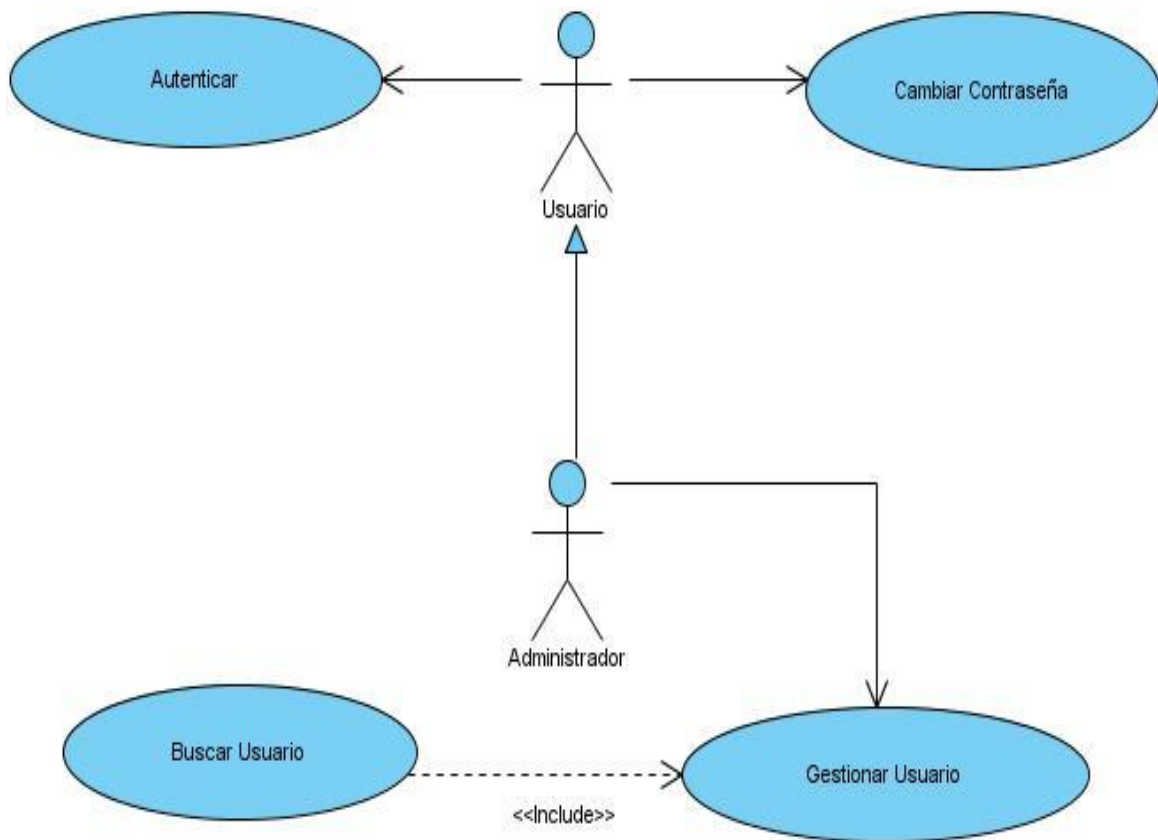 Autenticar
Cambiar Contraseña
Usuario
Administrador
Buscar Usuario
Gestionar Usuario
<<Include>>